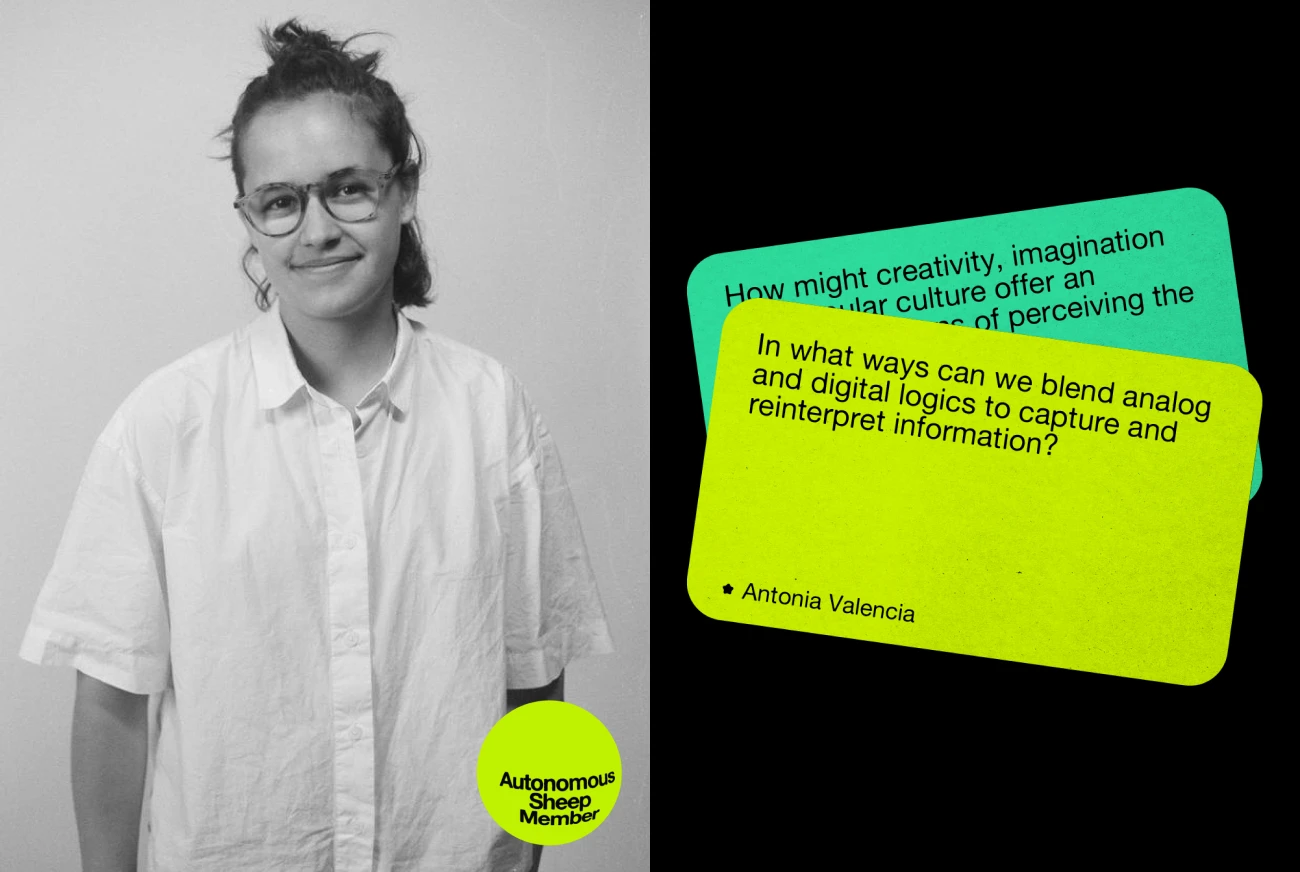 Autonomous
Sheep
Member
How might creativity, imagination
culture offer an
of perceiving the
In what ways can we blend analog
and digital logics to capture and
reinterpret information?
Antonia Valencia